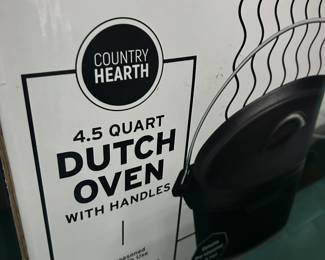 COUNTRY
HEARTH
4.5 QUART
DUTCH
OVEN
WITH HANDLES